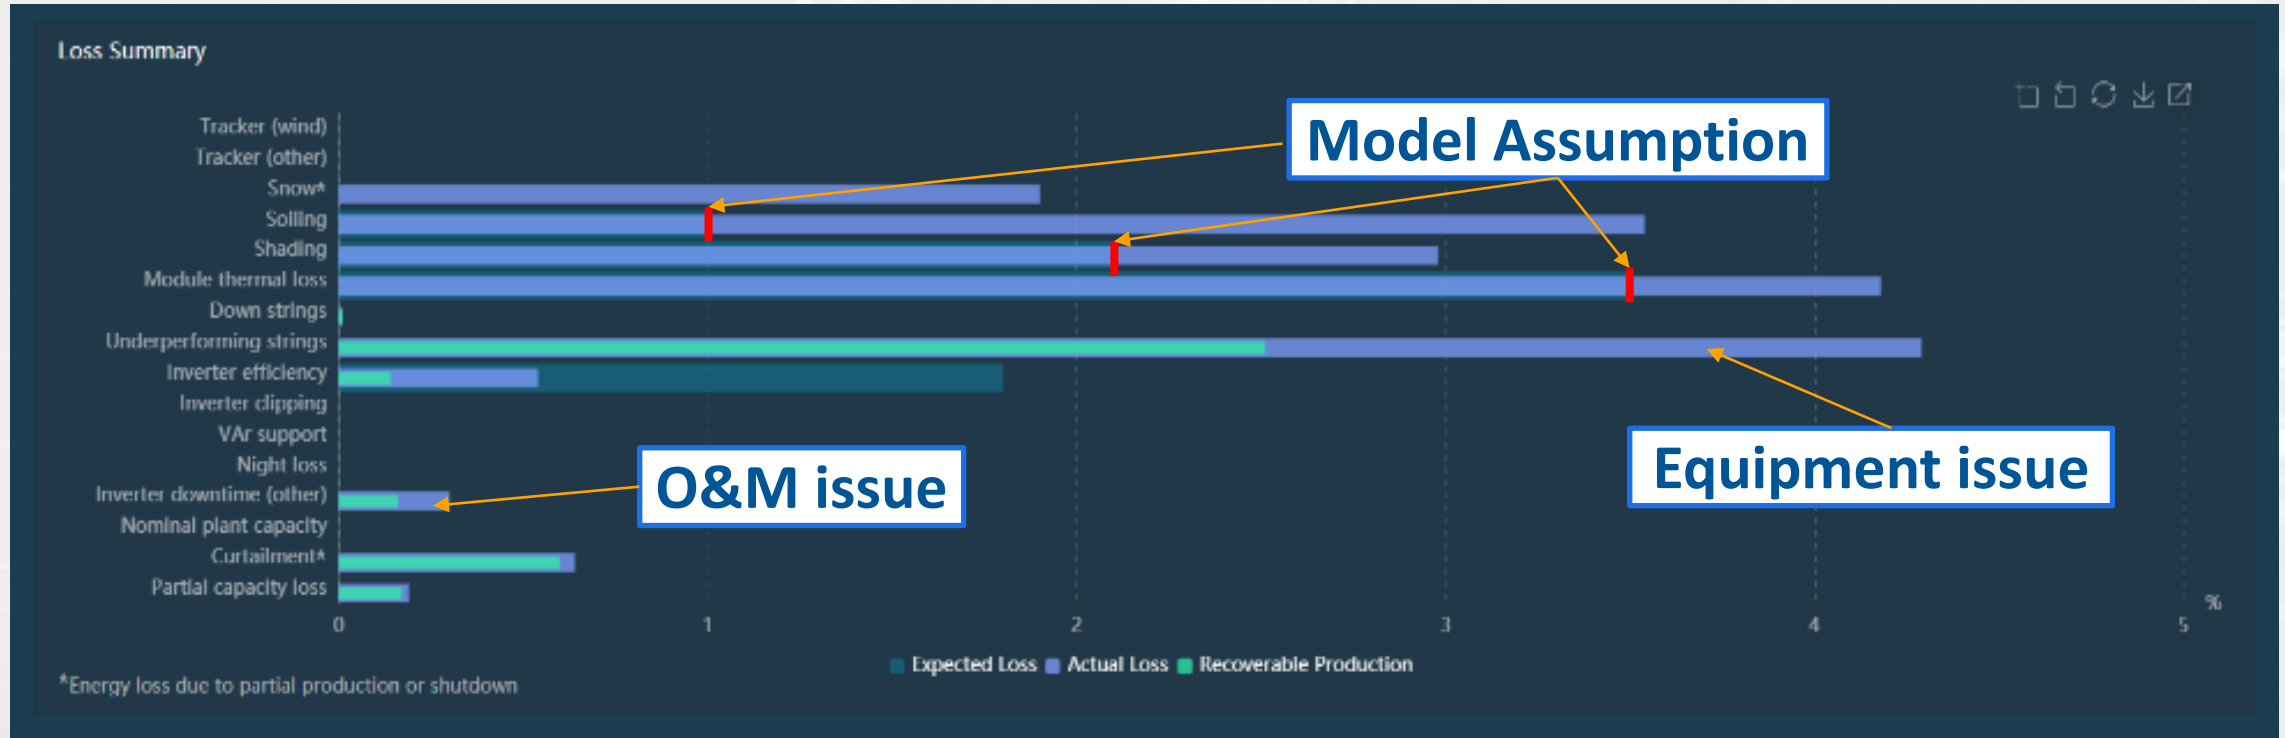 Loss Summary
Model Assumption
Tracker (wind)
Tracker (other)
Snow*
Soiling
Shading
Module thermal loss
Down strings
Underperforming strings
Inverter efficiency
Inverter clipping
VAr support
Night loss
Inverter downtime (other)
Nominal plant capacity
Curtailment*
Partial capacity loss
O&M issue
Equipment issue
0 1 2 3 4 5 %
Expected Loss Actual Loss Recoverable Production
*Energy loss due to partial production or shutdown